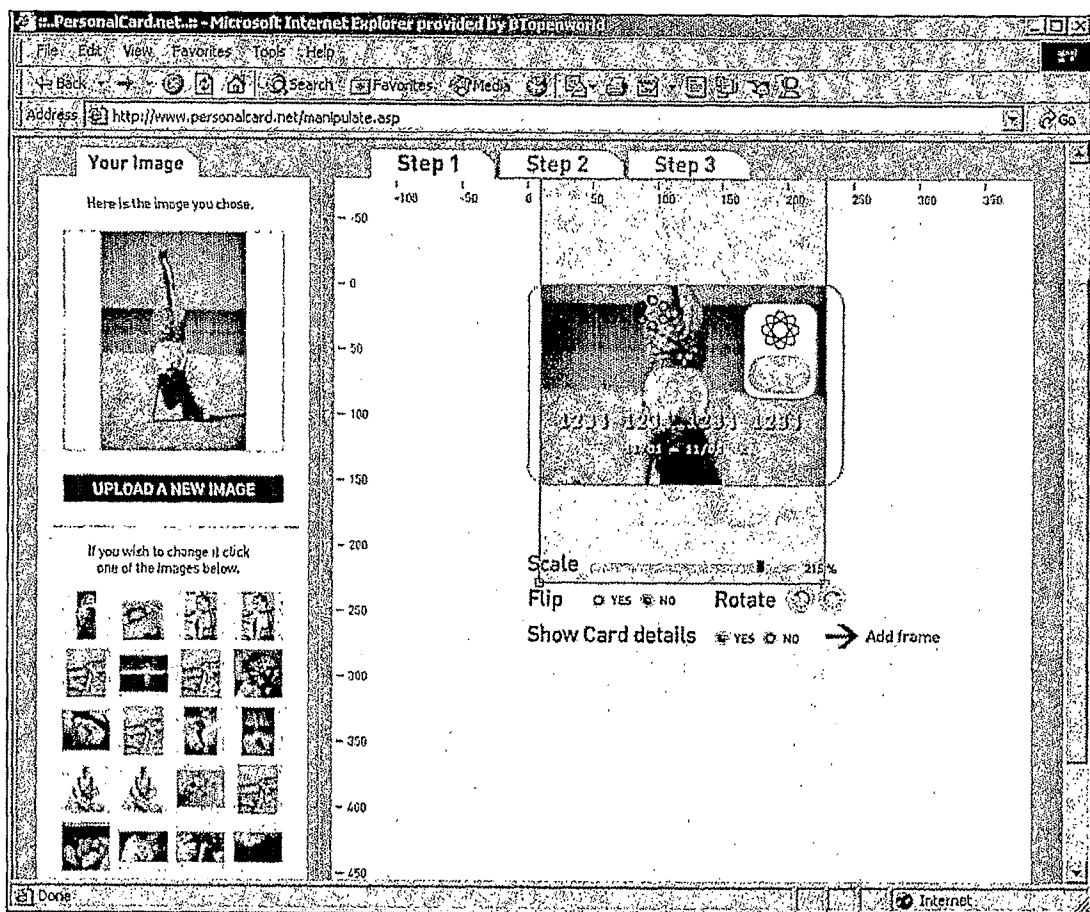 ::..PersonalCard.net..:: - Microsoft Internet Explorer provided by BTopenworld
File Edit View Favorites Tools Help
Back Search Favorites Media
Address http://www.personalcard.net/manipulate.asp Go
Your Image
Step 1 Step 2 Step 3
Here is the image you chose.
-100 -50 0 50 100 150 200 250 300 350
-50
0
50
100
150
200
250
300
350
400
450
1234 1234 1234 1234
UPLOAD A NEW IMAGE
If you wish to change it click
one of the images below.
Scale 215%
Flip YES NO Rotate
Show Card details YES NO Add frame
Done Internet